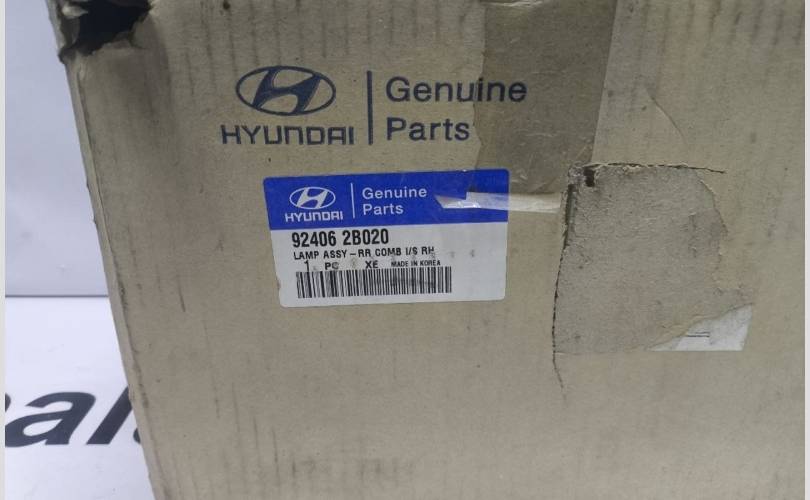 HYUNDAI
Genuine
Parts
HYUNDAI
Genuine
Parts
92406 2B020
LAMP ASSY-RR COMB I/S RH
1 PC XE MADE IN KOREA